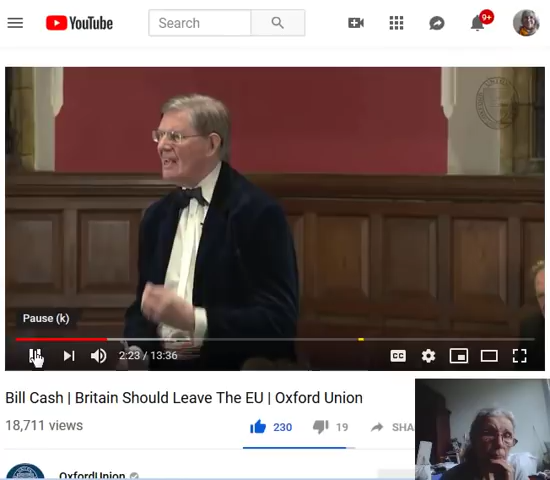 YouTube
Search
9+
Pause (k)
2:23 / 13:36
CC
Bill Cash | Britain Should Leave The EU | Oxford Union
18,711 views
230
19
SHA
OxfordUnion